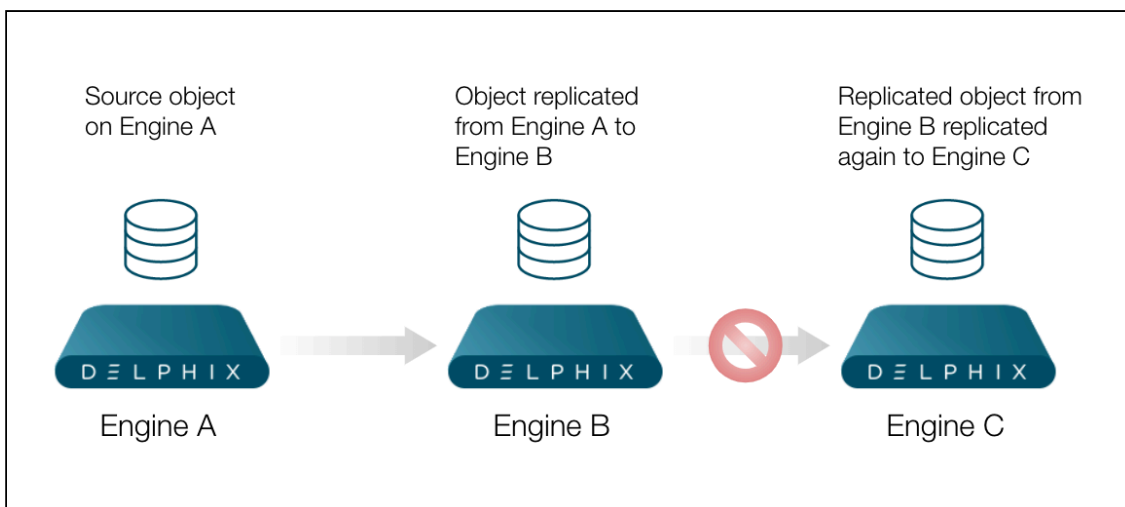 Source object
on Engine A
Object replicated
from Engine A to
Engine B
Replicated object from
Engine B replicated
again to Engine C
DELPHIX
DELPHIX
DELPHIX
Engine A
Engine B
Engine C